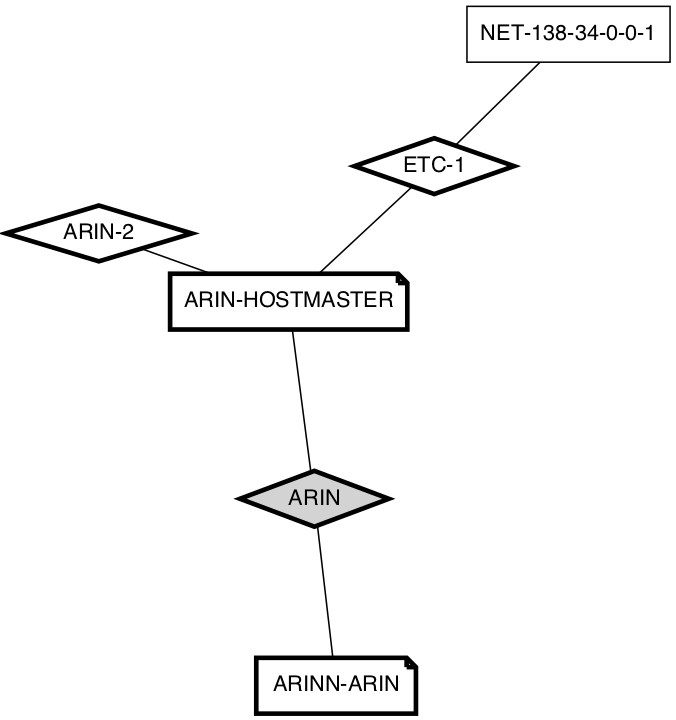 NET-138-34-0-0-1
ETC-1
ARIN-2
ARIN-HOSTMASTER
ARIN
ARINN-ARIN